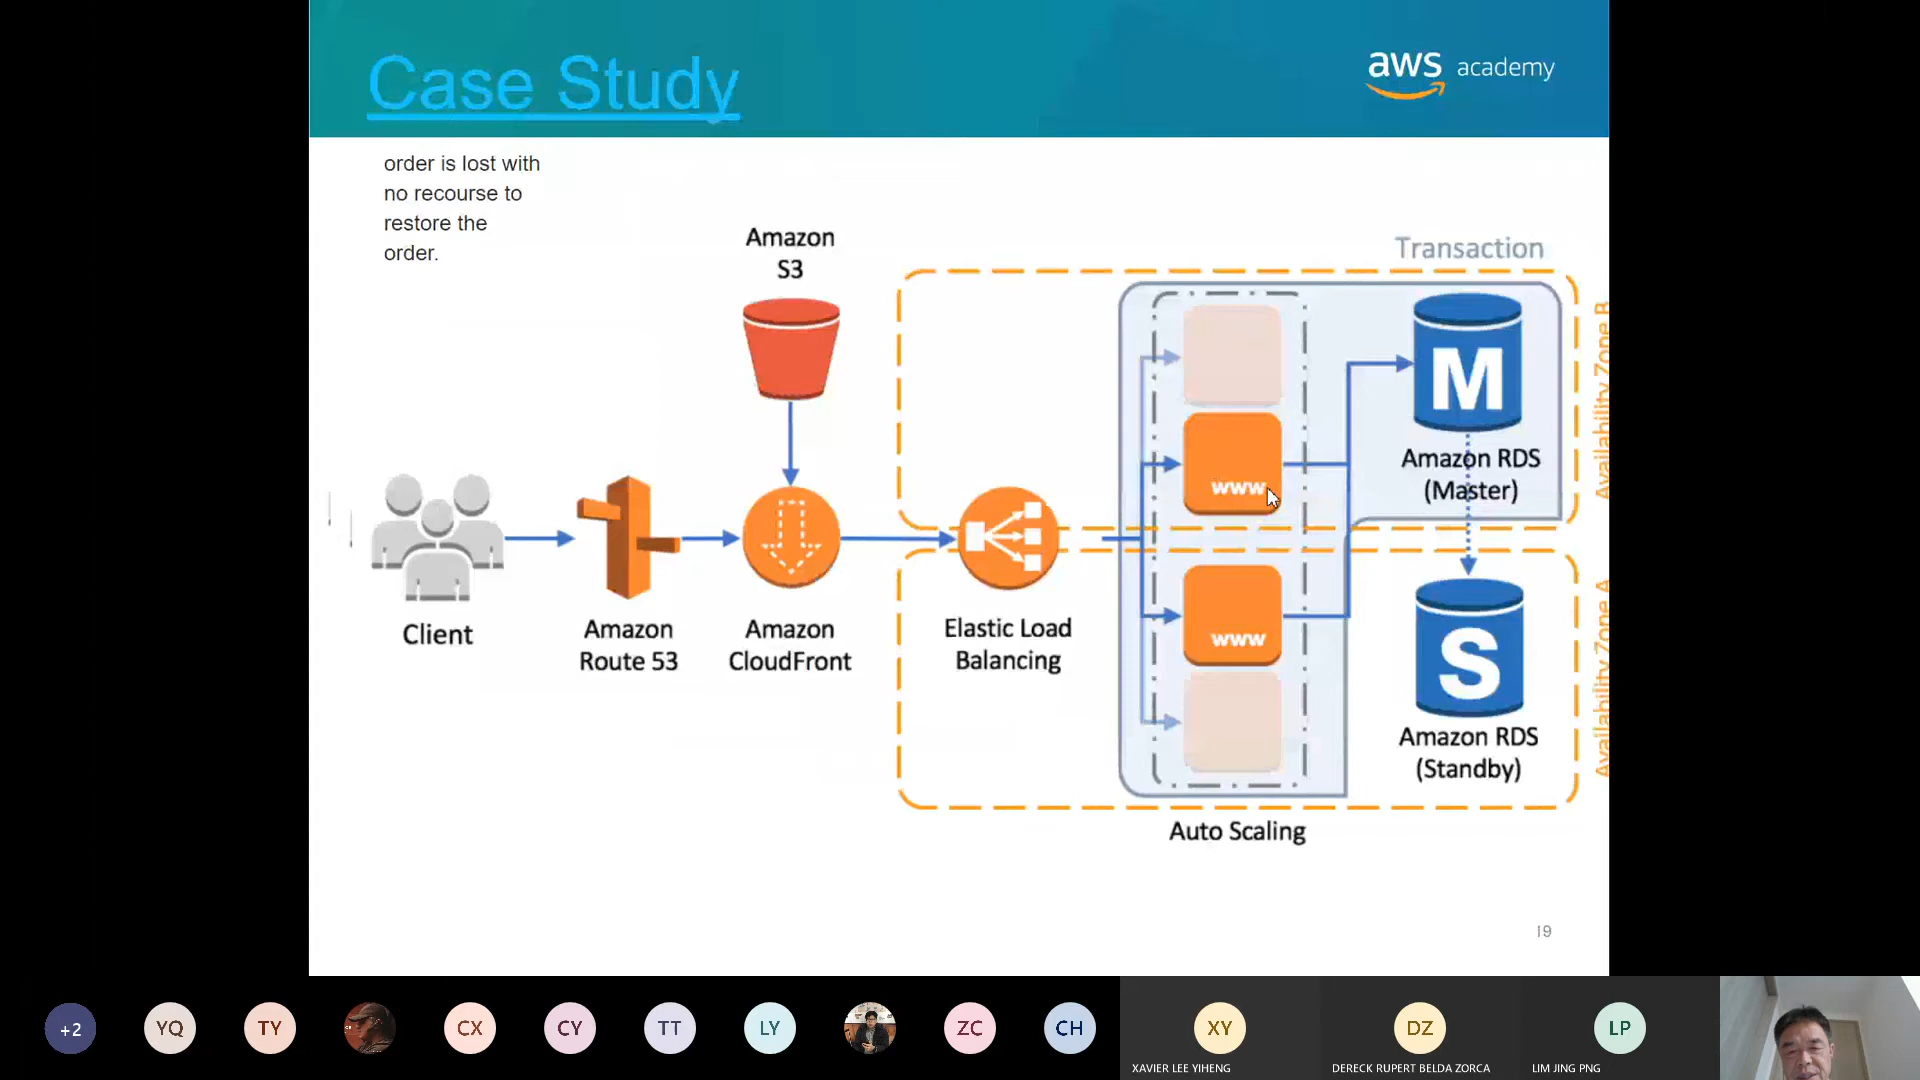 Case Study
aws academy
order is lost with
no recourse to
restore the
order.
Amazon
S3
Transaction
Availability Zone B
M
Amazon RDS
(Master)
www
www
Client
Amazon
Route 53
Amazon
CloudFront
Elastic Load
Balancing
S
Amazon RDS
(Standby)
Availability Zone A
Auto Scaling
19
+2
YQ
TY
CX
CY
TT
LY
ZC
CH
XY
DZ
LP
XAVIER LEE YIHENG
DERECK RUPERT BELDA ZORCA
LIM JING PNG